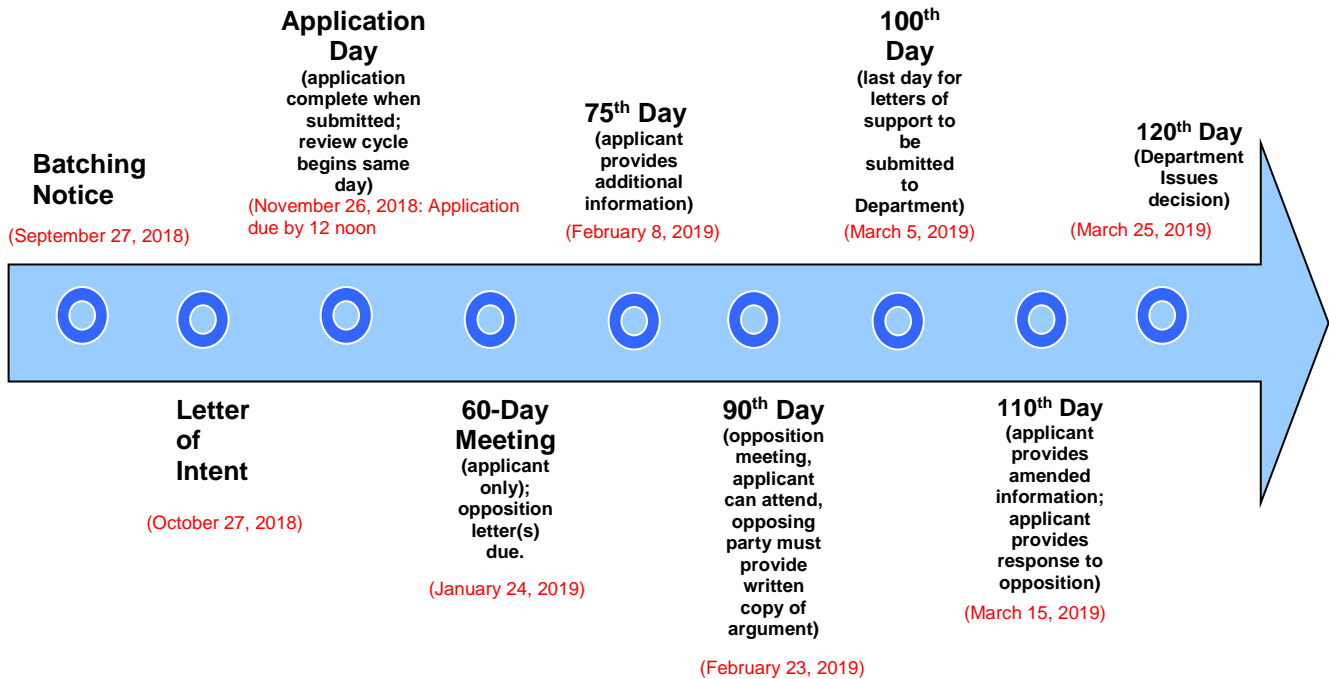 Batching
Notice
(September 27, 2018)
Letter
of
Intent
(October 27, 2018)
Application
Day
(application
complete when
submitted;
review cycle
begins same
day)
(November 26, 2018: Application
due by 12 noon
60-Day
Meeting
(applicant
only);
opposition
letter(s)
due.
(January 24, 2019)
75th Day
(applicant
provides
additional
information)
(February 8, 2019)
90th Day
(opposition
meeting,
applicant
can attend,
opposing
party must
provide
written
copy of
argument)
(February 23, 2019)
100th
Day
(last day for
letters of
support to
be
submitted
to
Department)
(March 5, 2019)
110th Day
(applicant
provides
amended
information;
applicant
provides
response to
opposition)
(March 15, 2019)
120th Day
(Department
Issues
decision)
(March 25, 2019)